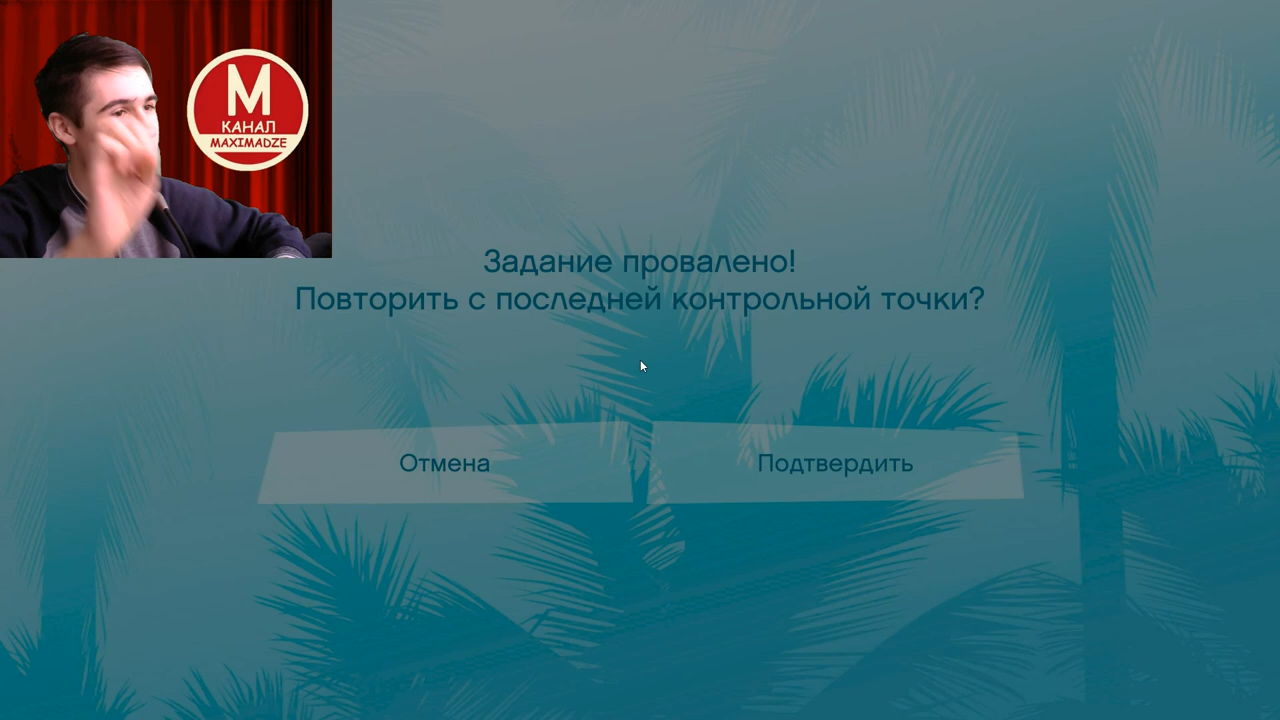 М
КАНАЛ
MAXIMADZE
Задание провалено!
Повторить с последней контрольной точки?
Отмена
Подтвердить